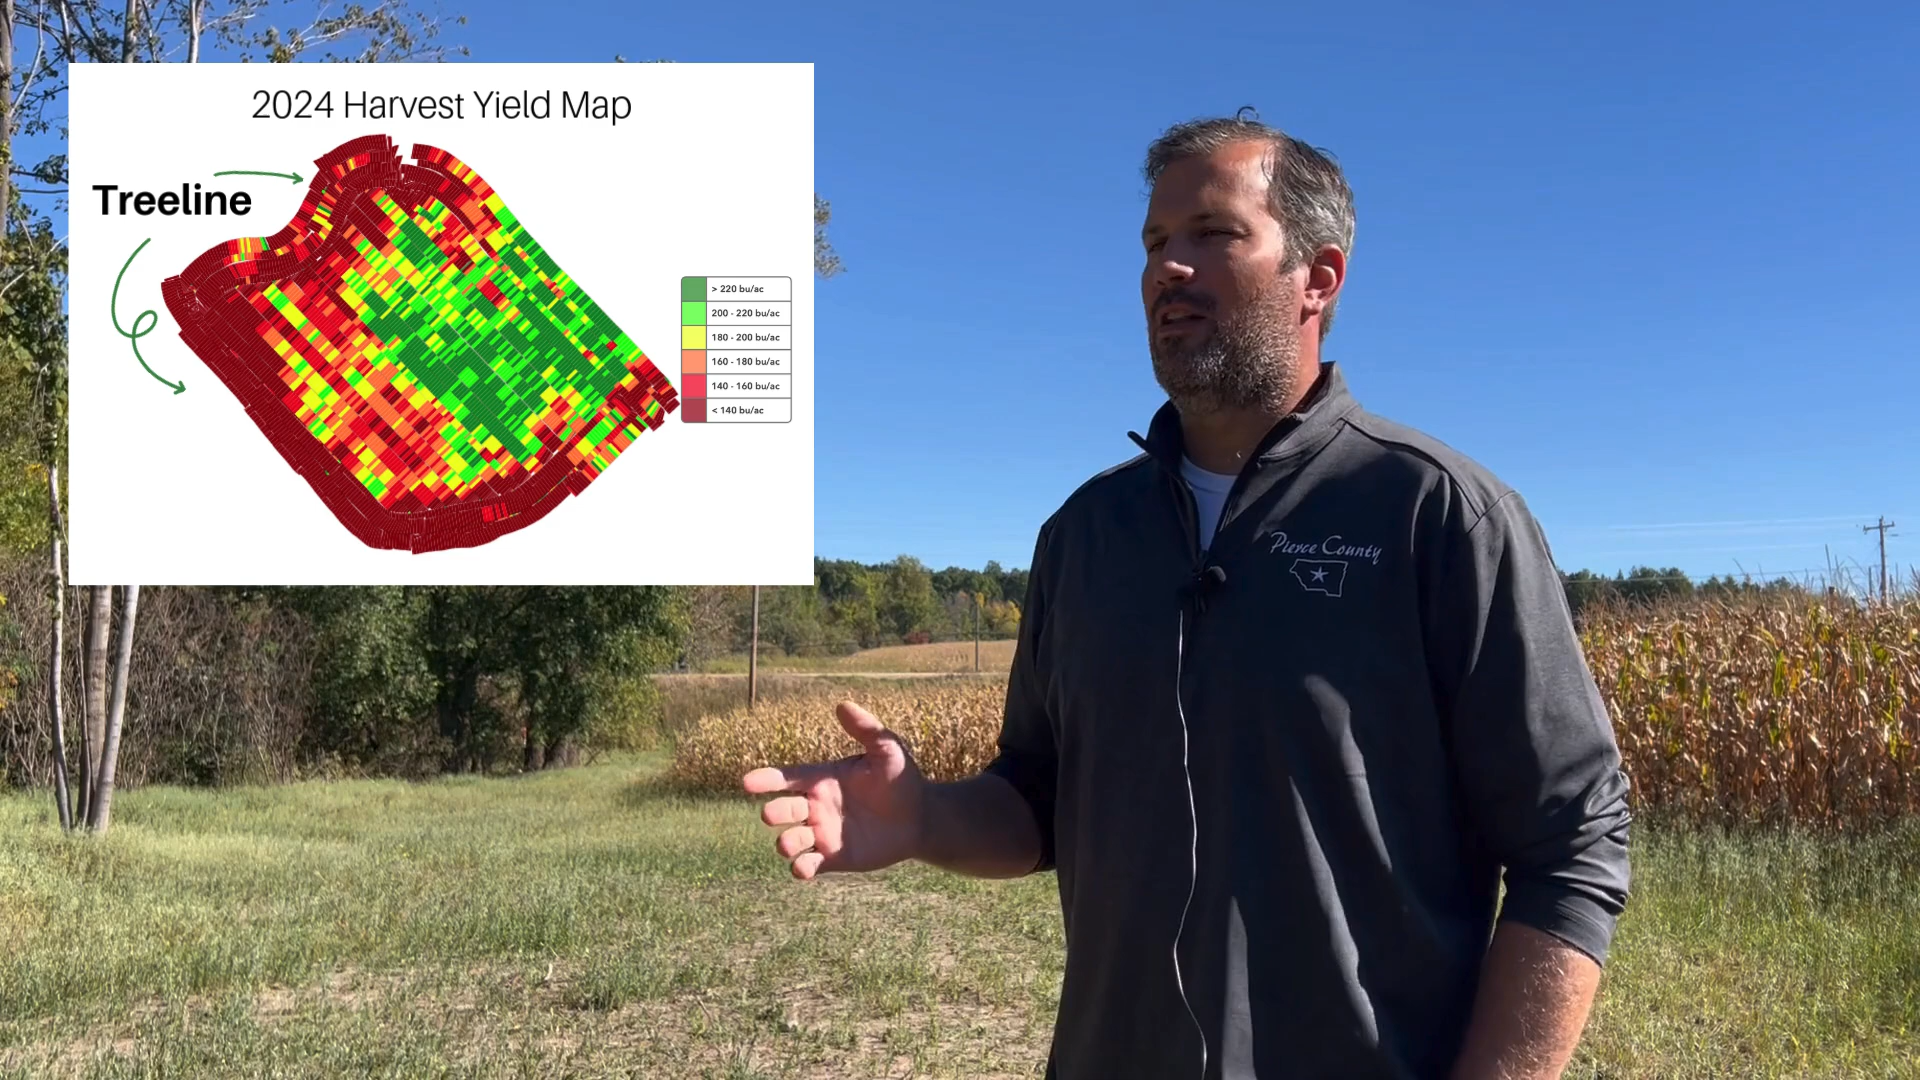 2024 Harvest Yield Map
Treeline
> 220 bu/ac
200 - 220 bu/ac
180 - 200 bu/ac
160 - 180 bu/ac
140 - 160 bu/ac
< 140 bu/ac
Pierce County